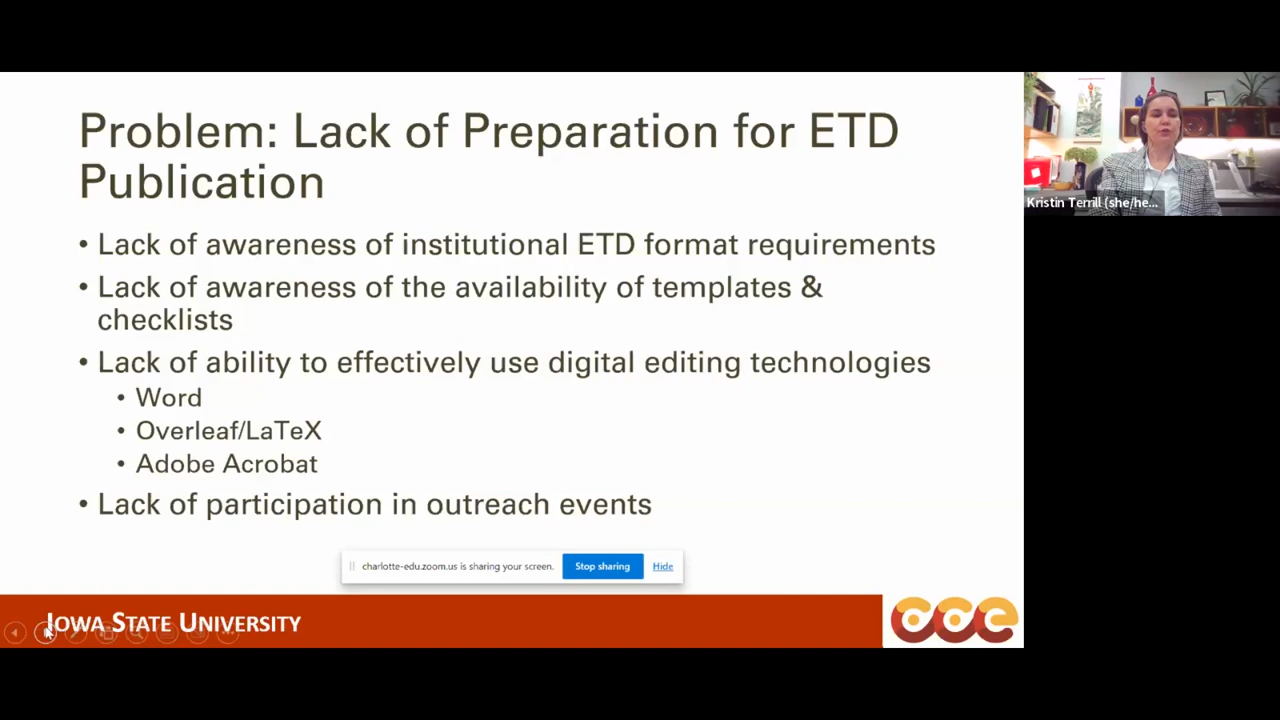 Problem: Lack of Preparation for ETD
Publication
• Lack of awareness of institutional ETD format requirements
• Lack of awareness of the availability of templates &
checklists
• Lack of ability to effectively use digital editing technologies
• Word
• Overleaf/LaTeX
• Adobe Acrobat
• Lack of participation in outreach events
charlotte-edu.zoom.us is sharing your screen. Stop sharing Hide
IOWA STATE UNIVERSITY
cce
Kristin Terrill (she/he...